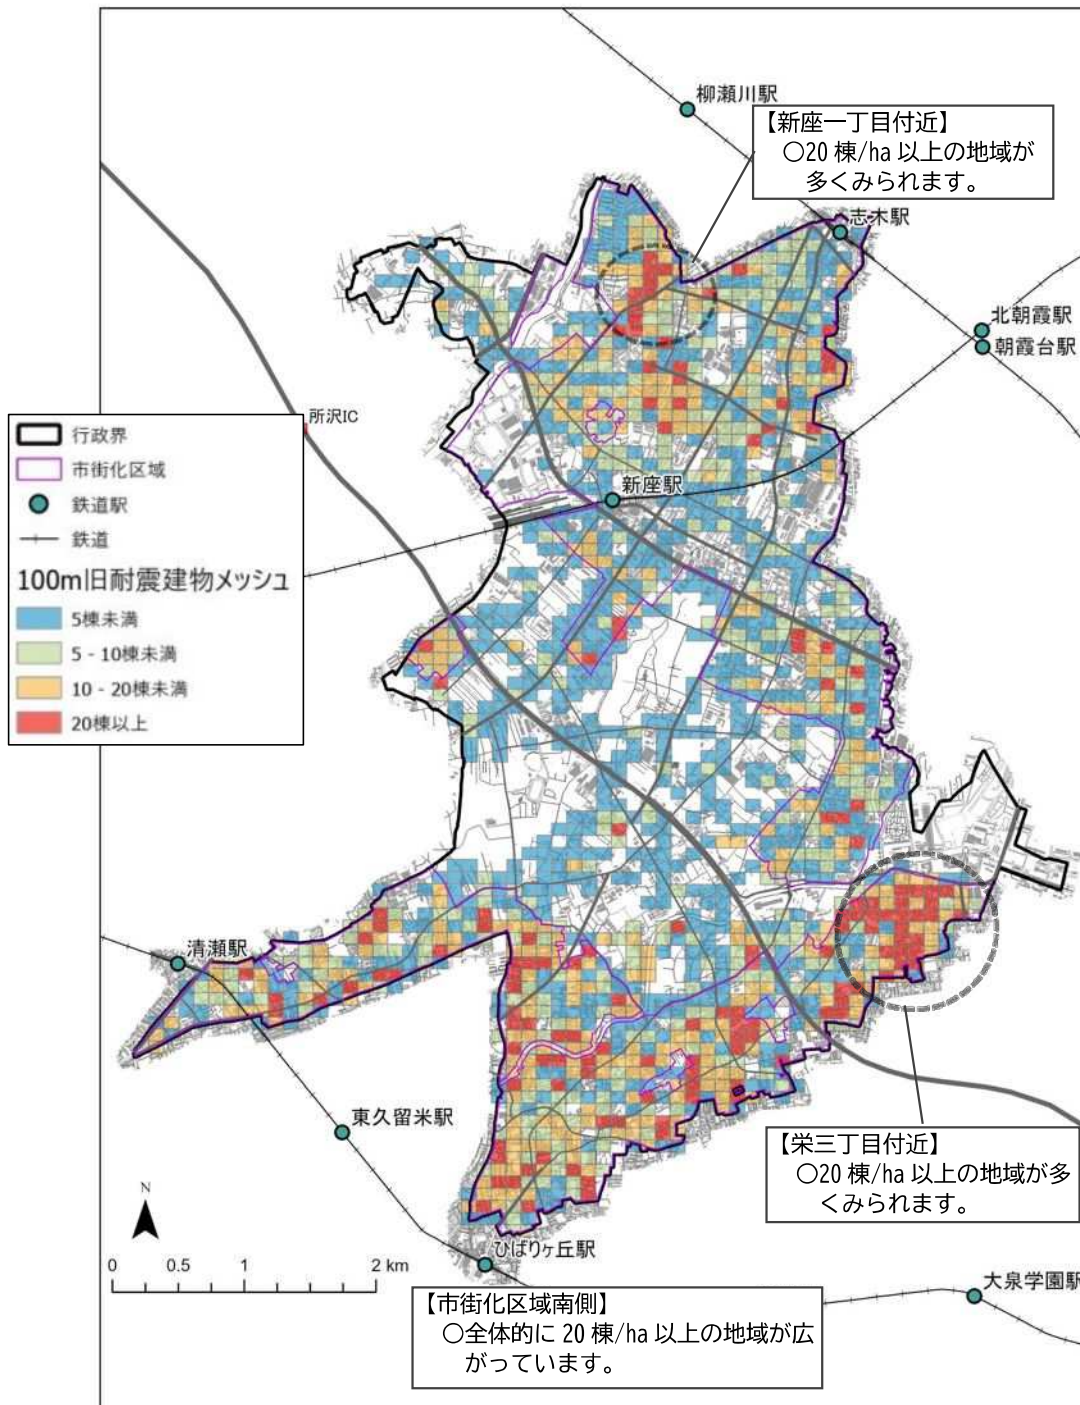 柳瀬川駅
【新座一丁目付近】
○20 棟/ha 以上の地域が
多くみられます。
志木駅
北朝霞駅
朝霞台駅
所沢IC
行政界
市街化区域
鉄道駅
鉄道
100m旧耐震建物メッシュ
5棟未満
5 - 10棟未満
10 - 20棟未満
20棟以上
新座駅
清瀬駅
東久留米駅
【栄三丁目付近】
○20 棟/ha 以上の地域が多
くみられます。
N
0 0.5 1 2 km
ひばりヶ丘駅
大泉学園駅
【市街化区域南側】
○全体的に 20 棟/ha 以上の地域が広
がっています。